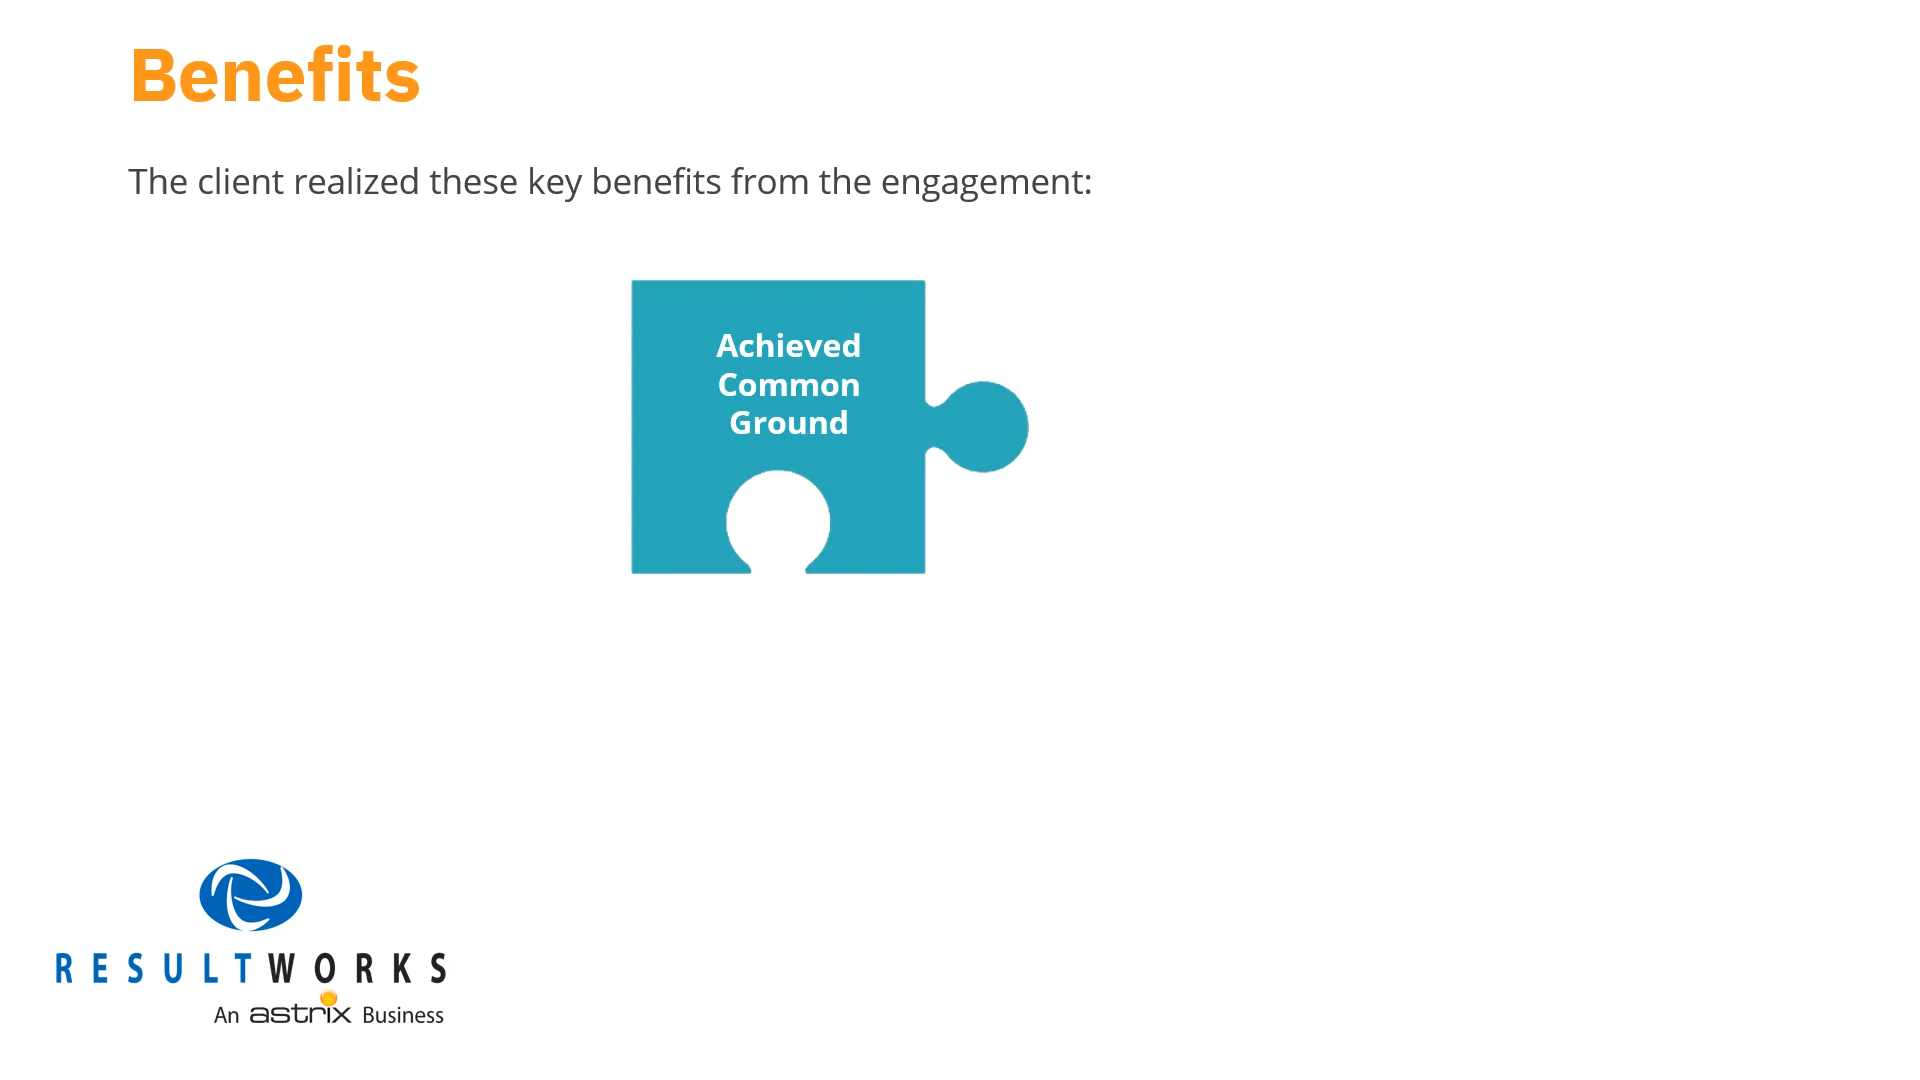 Benefits
The client realized these key benefits from the engagement:
Achieved
Common
Ground
RESULTWORKS
An astrix Business